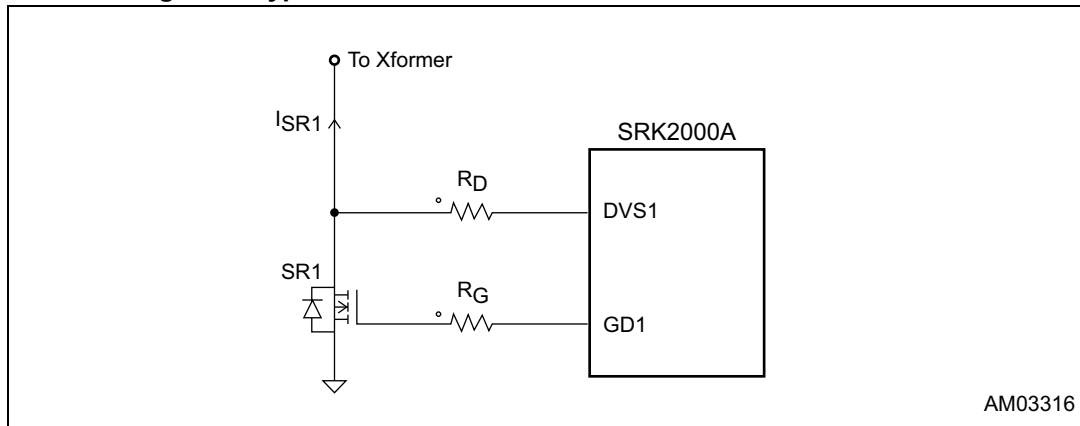 To Xformer
ISR1
SRK2000A
RD
DVS1
SR1
RG
GD1
AM03316